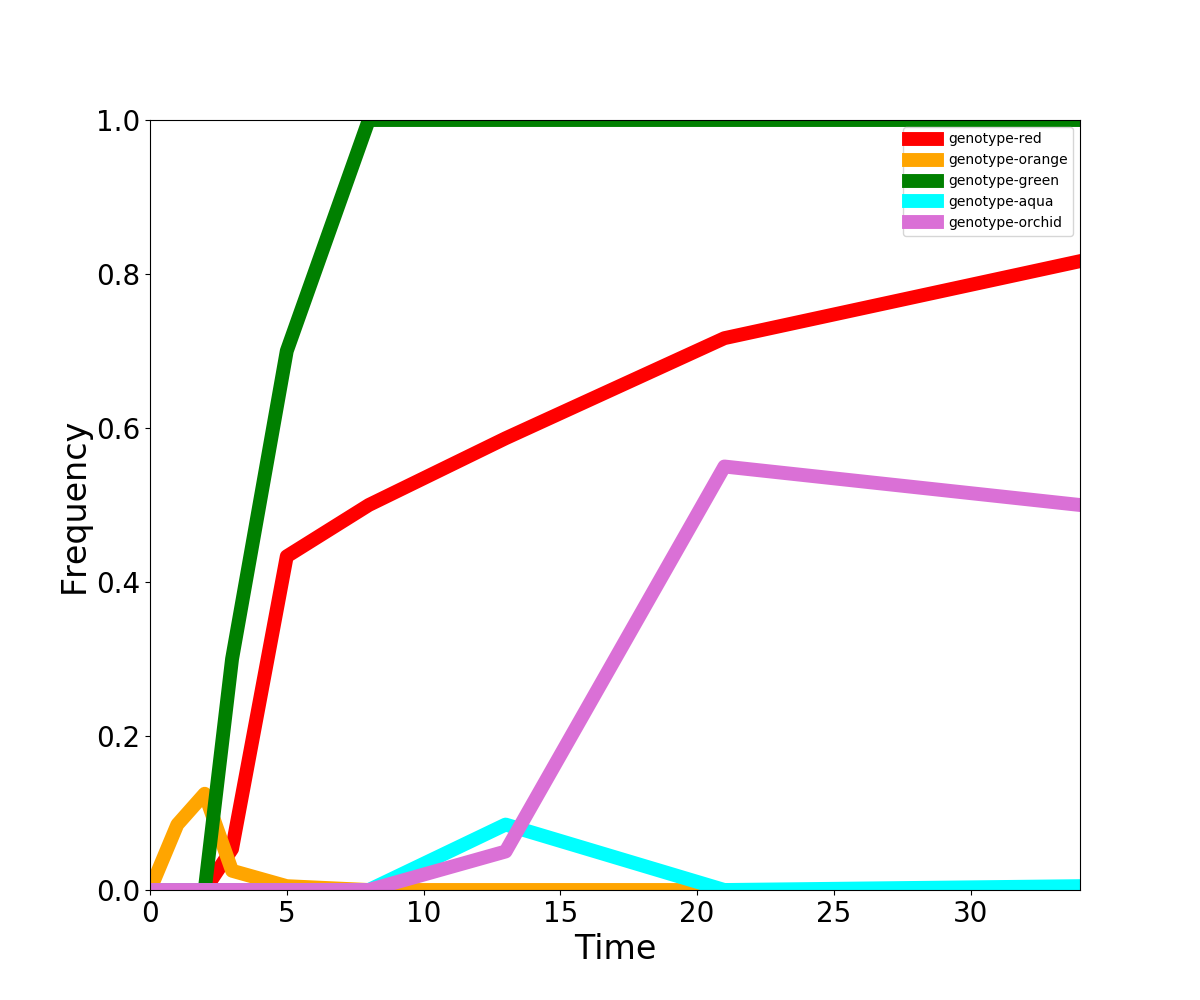 1.0
0.8
0.6
0.4
0.2
0.0
Frequency
genotype-red
genotype-orange
genotype-green
genotype-aqua
genotype-orchid
0 5 10 15 20 25 30
Time